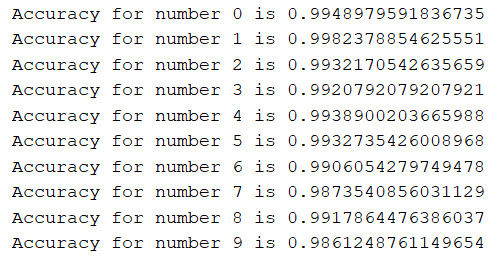 Accuracy for number 0 is 0.9948979591836735
Accuracy for number 1 is 0.9982378854625551
Accuracy for number 2 is 0.9932170542635659
Accuracy for number 3 is 0.9920792079207921
Accuracy for number 4 is 0.9938900203665988
Accuracy for number 5 is 0.9932735426008968
Accuracy for number 6 is 0.9906054279749478
Accuracy for number 7 is 0.9873540856031129
Accuracy for number 8 is 0.9917864476386037
Accuracy for number 9 is 0.9861248761149654